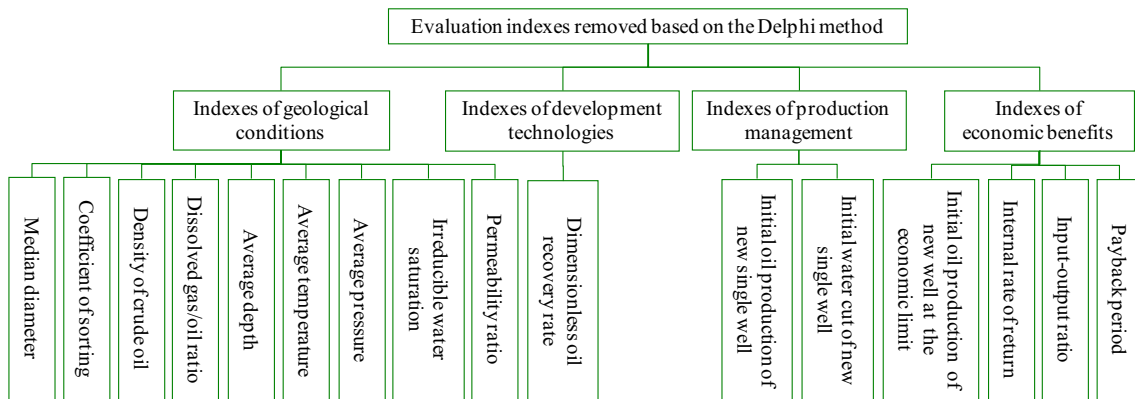 Evaluation indexes removed based on the Delphi method
Indexes of geological
conditions
Indexes of development
technologies
Indexes of production
management
Indexes of
economic benefits
Median diameter
Coefficient of sorting
Density of crude oil
Dissolved gas/oil ratio
Average depth
Average temperature
Average pressure
Irreducible water
saturation
Permeability ratio
Dimensionless oil
recovery rate
Initial oil production of
new single well
Initial water cut of new
single well
Initial oil production of
new well at the
economic limit
Internal rate of return
Input-output ratio
Payback period